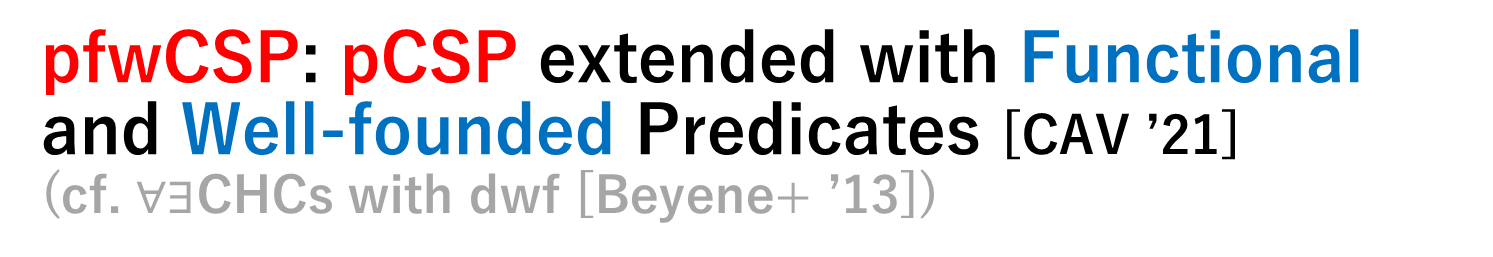 pfwCSP: pCSP extended with Functional
and Well-founded Predicates [CAV ’21]
(cf. ∀∃CHCs with dwf [Beyene+ ’13])